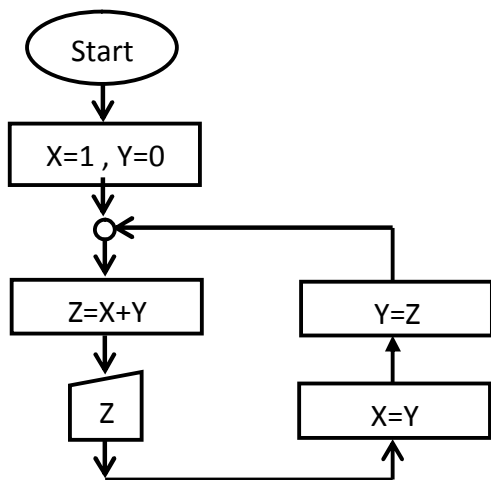 Start
X=1 , Y=0
Z=X+Y
Z
X=Y
Y=Z